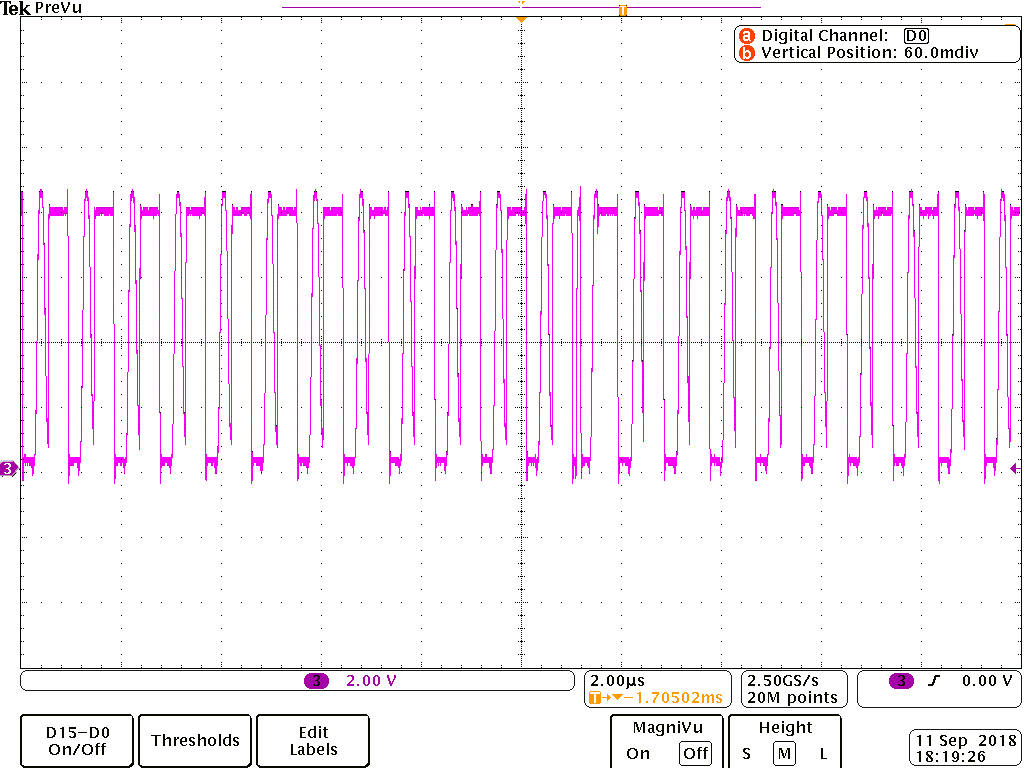 Tek PreVu
T
a Digital Channel: D0
b Vertical Position: 60.0mdiv
3
3 2.00 V
2.00µs
T→▼−1.70502ms
2.50GS/s
20M points
3 ƒ 0.00 V
D15−D0
On/Off
Thresholds
Edit
Labels
MagniVu
On Off
Height
S M L
11 Sep 2018
18:19:26